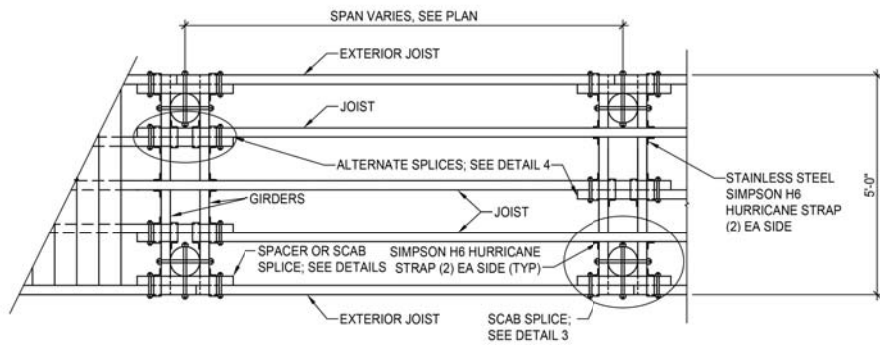 SPAN VARIES, SEE PLAN
EXTERIOR JOIST
JOIST
ALTERNATE SPLICES; SEE DETAIL 4
STAINLESS STEEL
SIMPSON H6
HURRICANE STRAP
(2) EA SIDE
5'-0"
GIRDERS
JOIST
SPACER OR SCAB
SPLICE; SEE DETAILS
SIMPSON H6 HURRICANE
STRAP (2) EA SIDE (TYP)
EXTERIOR JOIST
SCAB SPLICE;
SEE DETAIL 3